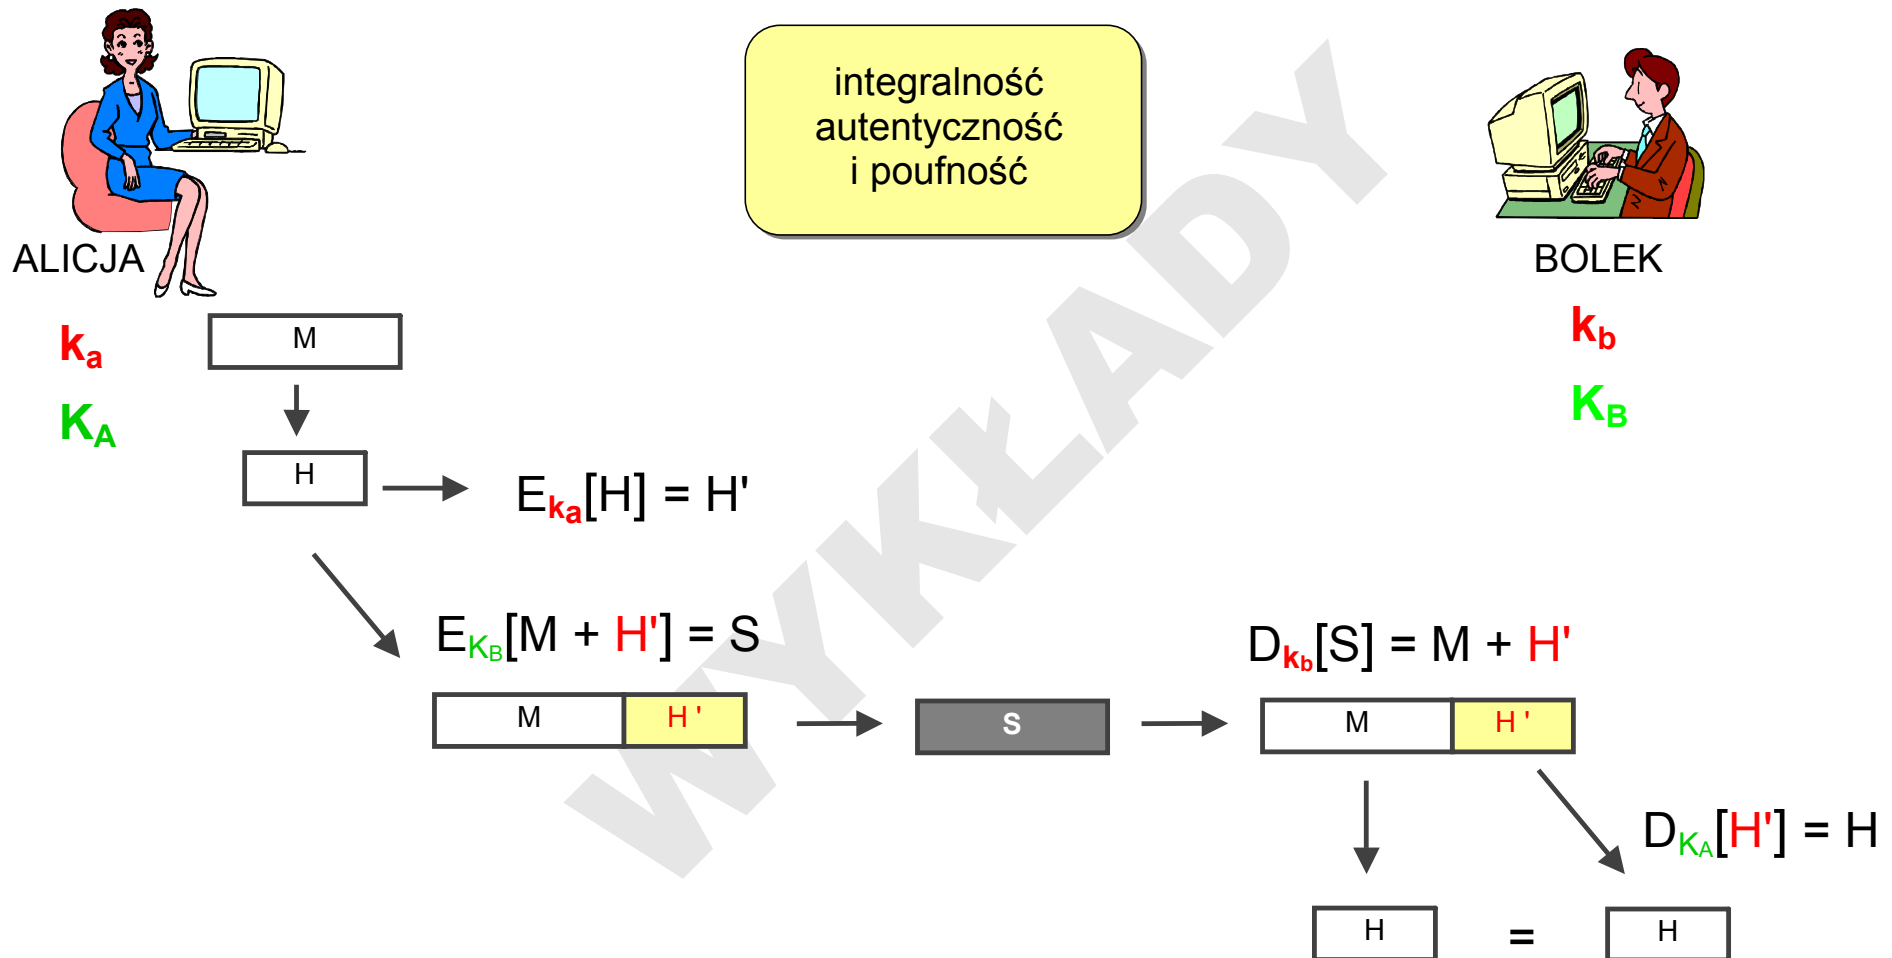 integralność
autentyczność
i poufność
ALICJA
BOLEK
ka
M
kb
KA
KB
H
Eka[H] = H'
EKB[M + H'] = S
Dkb[S] = M + H'
M
H '
S
M
H '
DKA[H'] = H
H
=
H
WYKŁADY